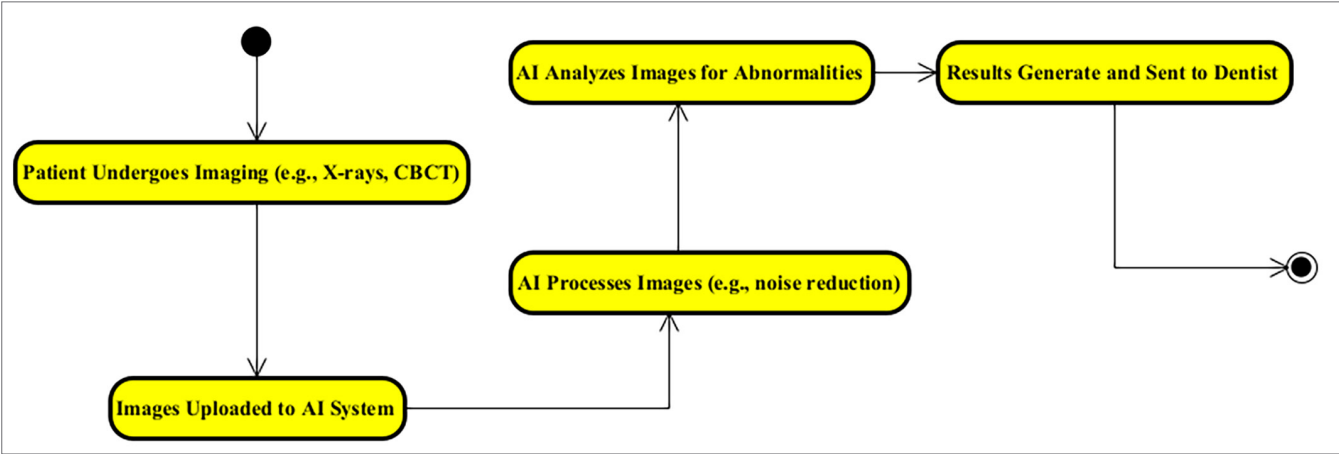 Patient Undergoes Imaging (e.g., X-rays, CBCT)
Images Uploaded to AI System
AI Processes Images (e.g., noise reduction)
AI Analyzes Images for Abnormalities
Results Generate and Sent to Dentist